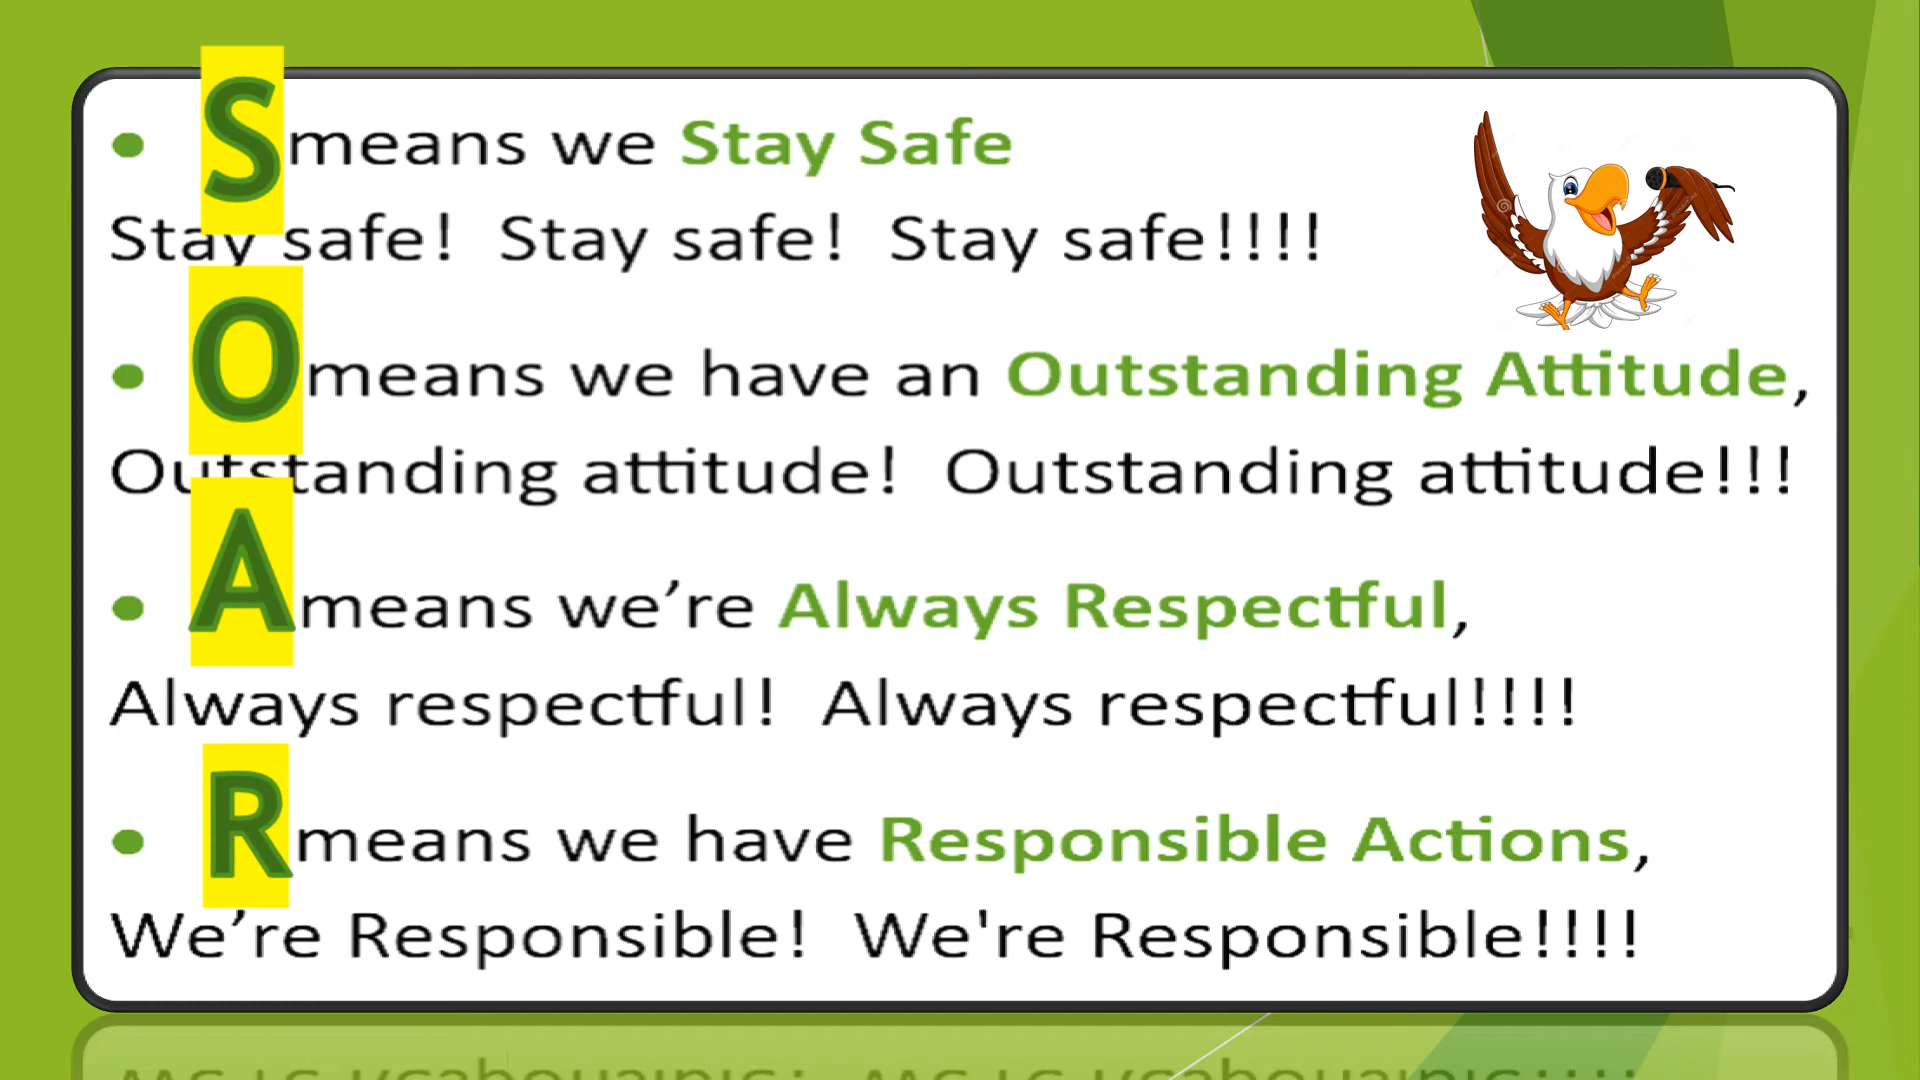 • S means we Stay Safe
Stay safe!  Stay safe!  Stay safe!!!!
• O means we have an Outstanding Attitude,
Outstanding attitude!  Outstanding attitude!!!
• A means we’re Always Respectful,
Always respectful!  Always respectful!!!!
• R means we have Responsible Actions,
We’re Responsible!  We're Responsible!!!!